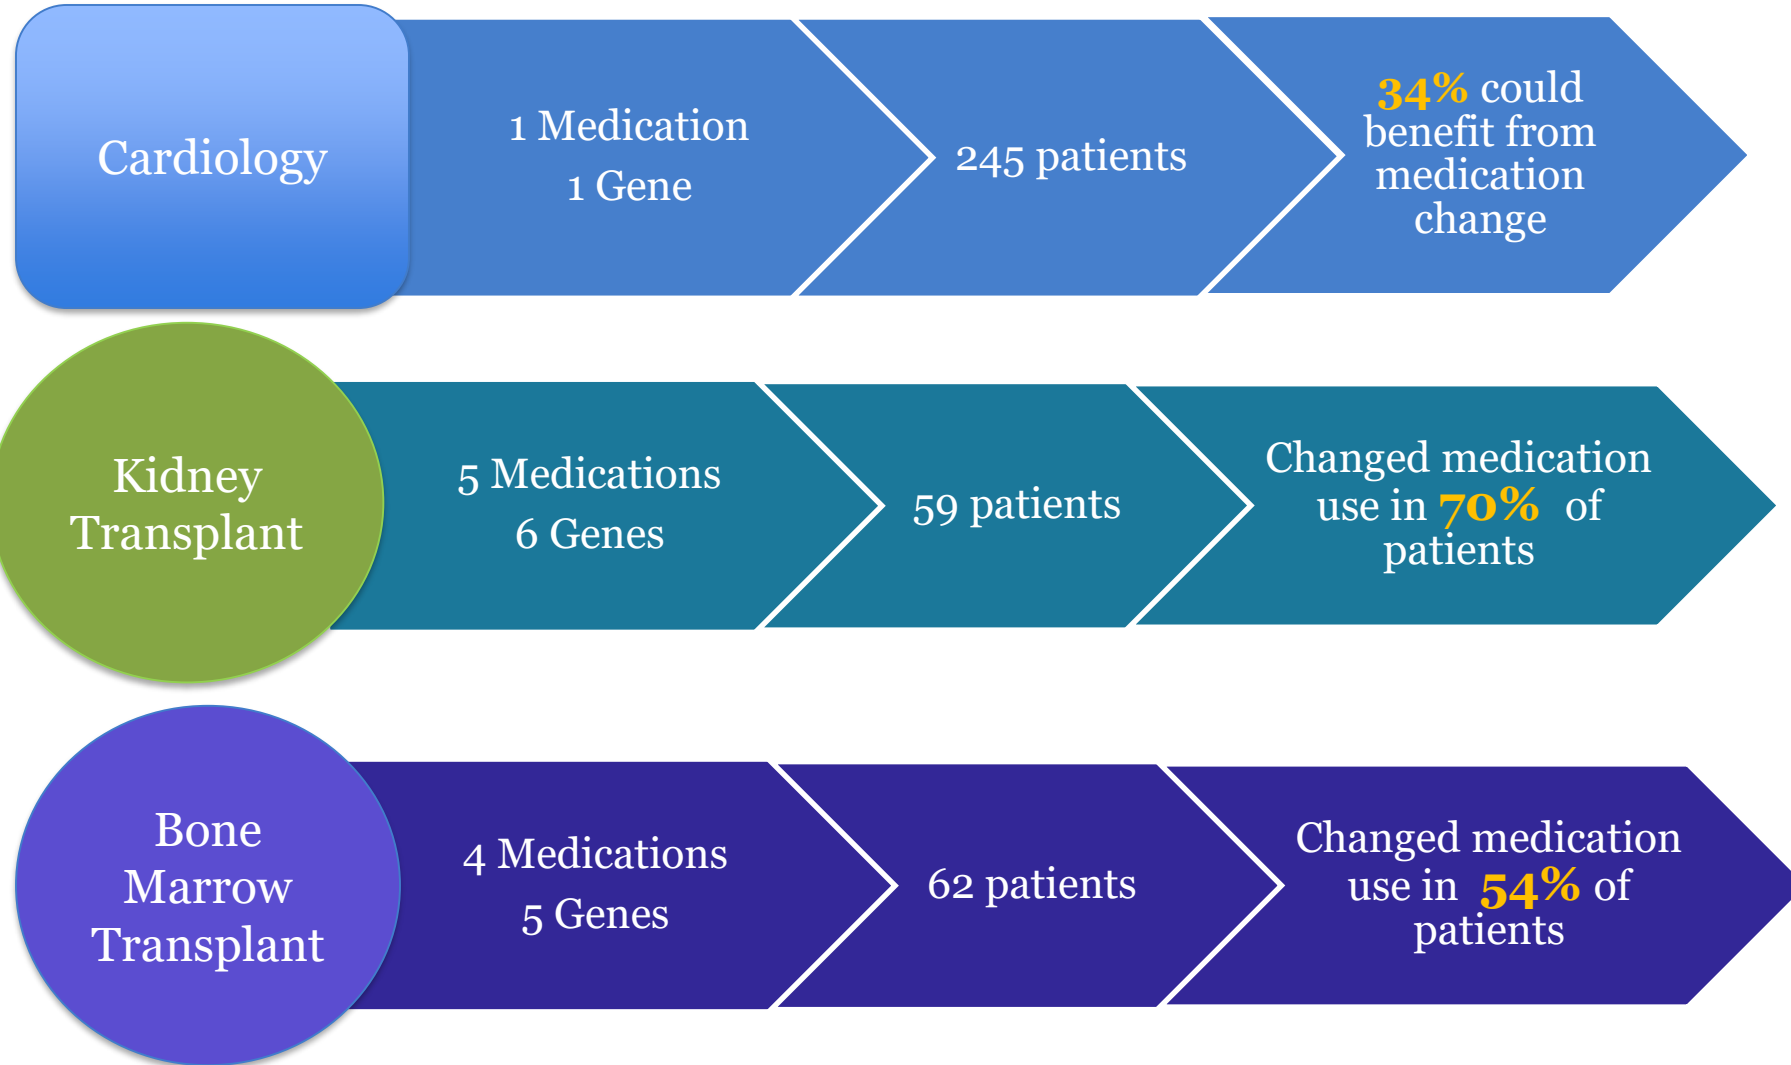 Cardiology
1 Medication
1 Gene
245 patients
34% could
benefit from
medication
change
Kidney
Transplant
5 Medications
6 Genes
59 patients
Changed medication
use in 70% of
patients
Bone
Marrow
Transplant
4 Medications
5 Genes
62 patients
Changed medication
use in 54% of
patients